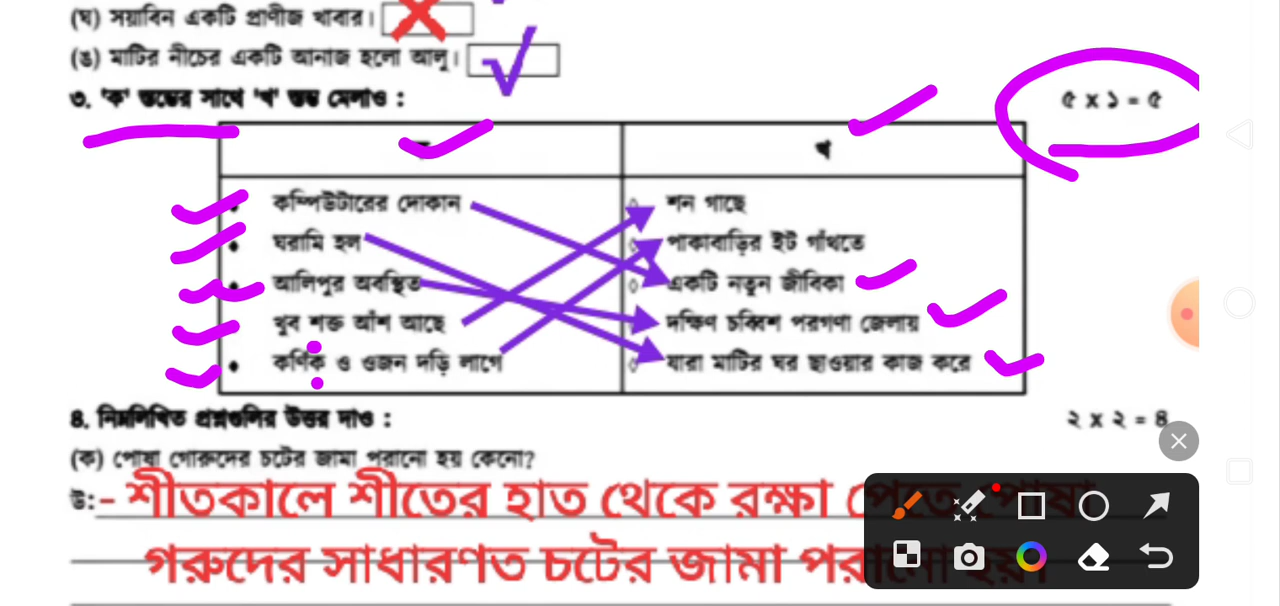 (ঘ) সয়াবিন একটি প্রাণীজ খাবার।
(ঙ) মাটির নীচের একটি আনাজ হলো আলু।
৩. 'ক' স্তম্ভের সাথে 'খ' স্তম্ভ মেলাও : ৫ x ১ = ৫
খ
কম্পিউটারের দোকান শন গাছে
ঘরামি হল পাকাবাড়ির ইট গাঁথতে
আলিপুর অবস্থিত একটি নতুন জীবিকা
খুব শক্ত আঁশ আছে দক্ষিণ চব্বিশ পরগণা জেলায়
কর্ণিক ও ওজন দড়ি লাগে যারা মাটির ঘর ছাওয়ার কাজ করে
৪. নিম্নলিখিত প্রশ্নগুলির উত্তর দাও : ২ x ২ = ৪
(ক) পোষা গোরুদের চটের জামা পরানো হয় কেনো?
উ:- শীতকালে শীতের হাত থেকে রক্ষা পেতে পোষা
গরুদের সাধারণত চটের জামা পরানো হয়।